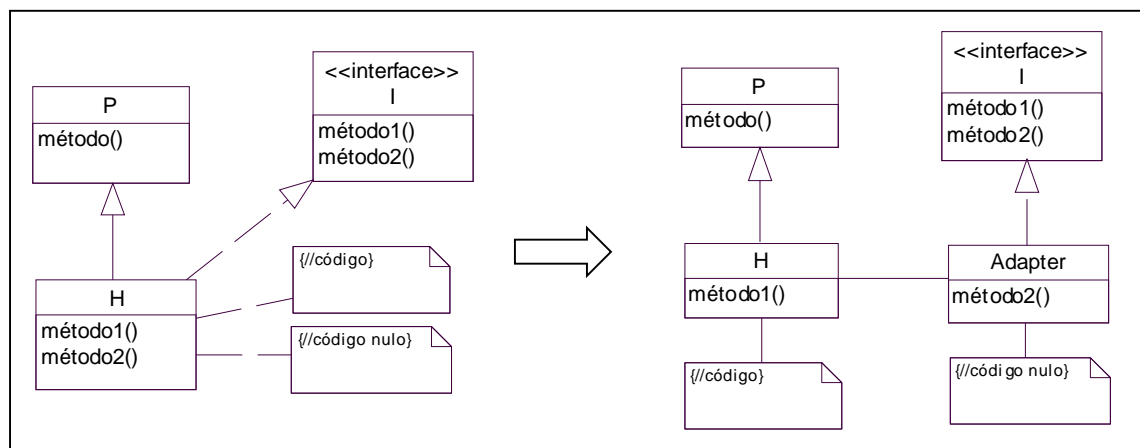 P
método()
<<interface>>
I
método1()
método2()
H
método1()
método2()
{//código}
{//código nulo}
P
método()
<<interface>>
I
método1()
método2()
H
método1()
Adapter
método2()
{//código}
{//código nulo}